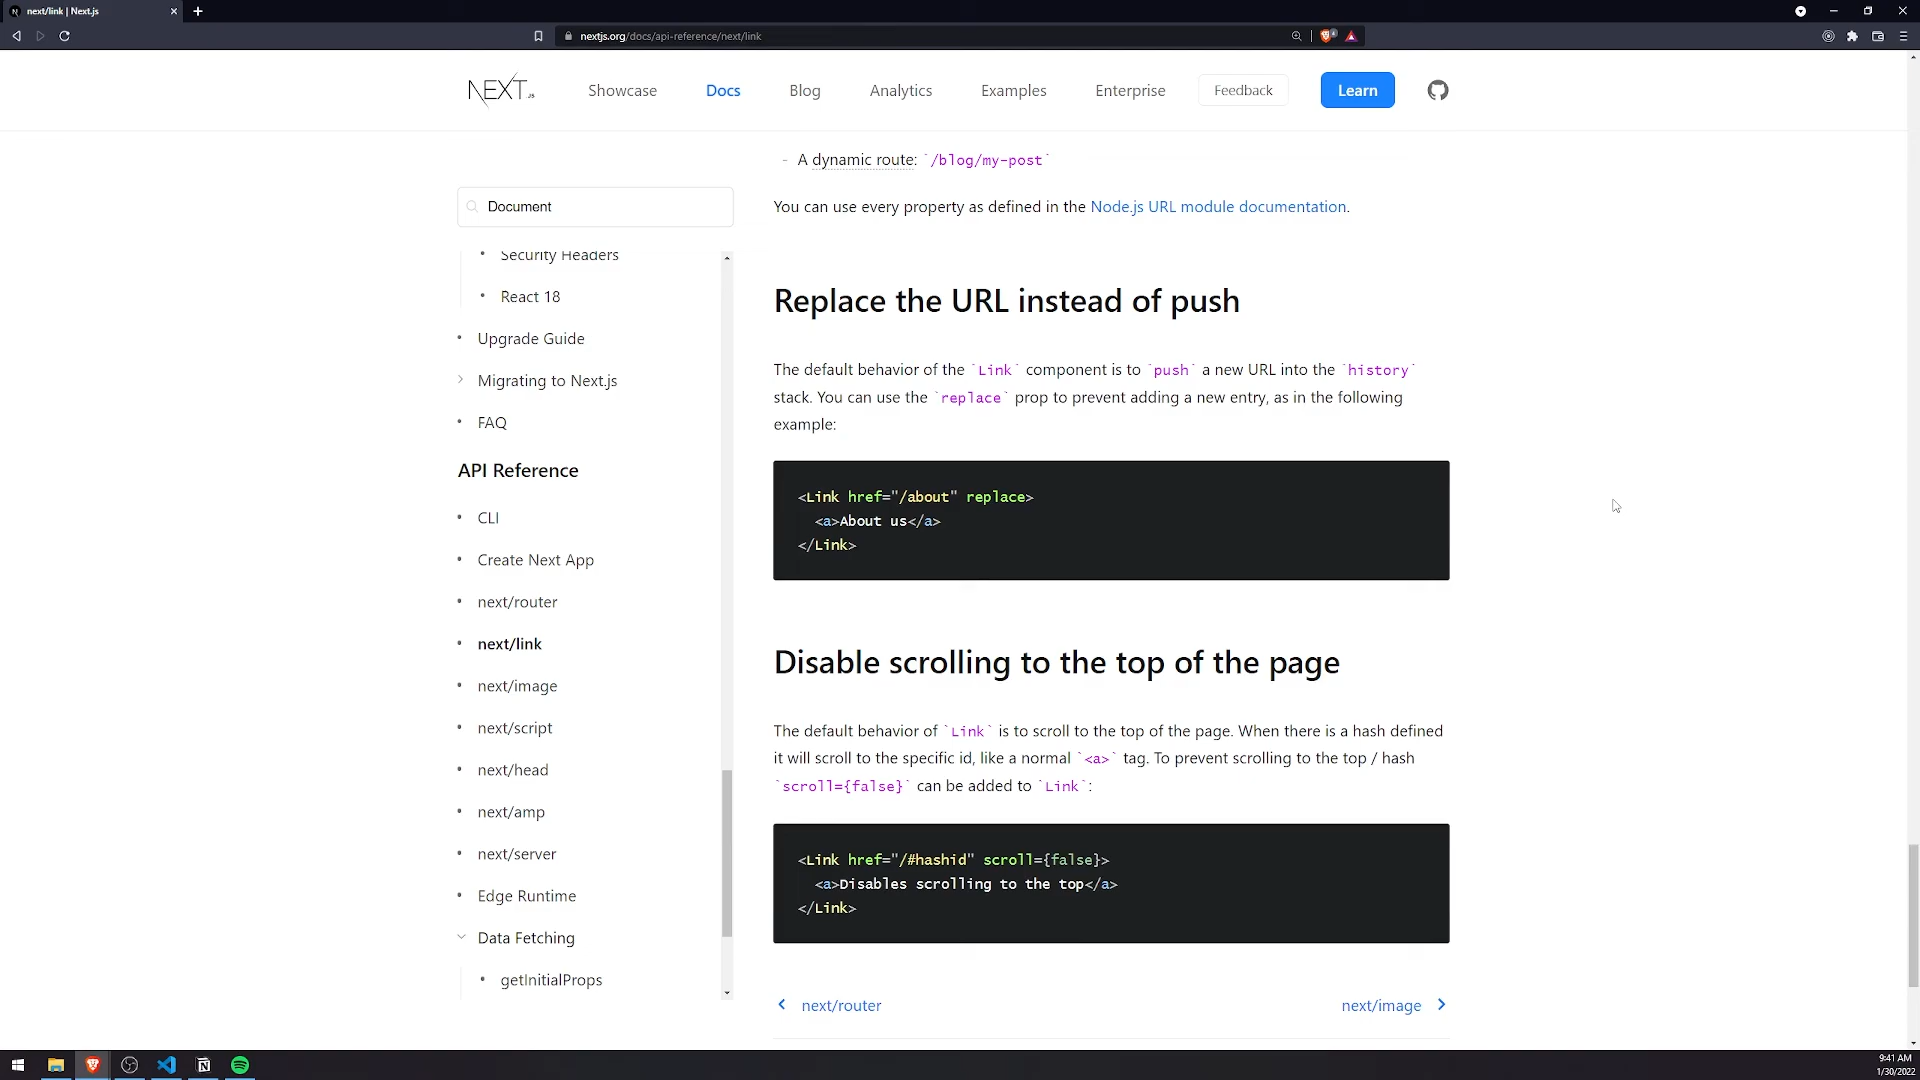 next/link | Next.js
nextjs.org/docs/api-reference/next/link
NEXT.JS
Showcase
Docs
Blog
Analytics
Examples
Enterprise
Feedback
Learn
Document
Security Headers
React 18
Upgrade Guide
Migrating to Next.js
FAQ
API Reference
CLI
Create Next App
next/router
next/link
next/image
next/script
next/head
next/amp
next/server
Edge Runtime
Data Fetching
getInitialProps
- A dynamic route: `/blog/my-post`
You can use every property as defined in the Node.js URL module documentation.
Replace the URL instead of push
The default behavior of the `Link` component is to `push` a new URL into the `history`
stack. You can use the `replace` prop to prevent adding a new entry, as in the following
example:
<Link href="/about" replace>
<a>About us</a>
</Link>
Disable scrolling to the top of the page
The default behavior of `Link` is to scroll to the top of the page. When there is a hash defined
it will scroll to the specific id, like a normal `<a>` tag. To prevent scrolling to the top / hash
`scroll={false}` can be added to `Link`:
<Link href="/#hashid" scroll={false}>
<a>Disables scrolling to the top</a>
</Link>
next/router
next/image
9:41 AM
1/30/2022